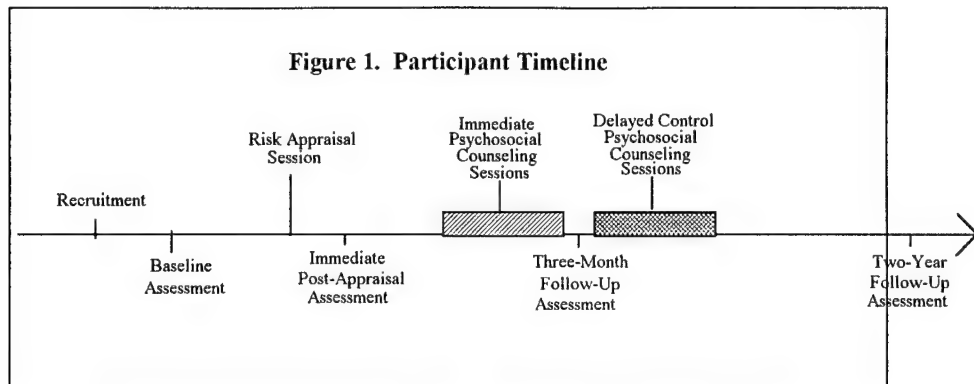 Figure 1. Participant Timeline
Risk Appraisal
Session
Immediate
Psychosocial
Counseling
Sessions
Delayed Control
Psychosocial
Counseling
Sessions
Recruitment
Baseline
Assessment
Immediate
Post-Appraisal
Assessment
Three-Month
Follow-Up
Assessment
Two-Year
Follow-Up
Assessment